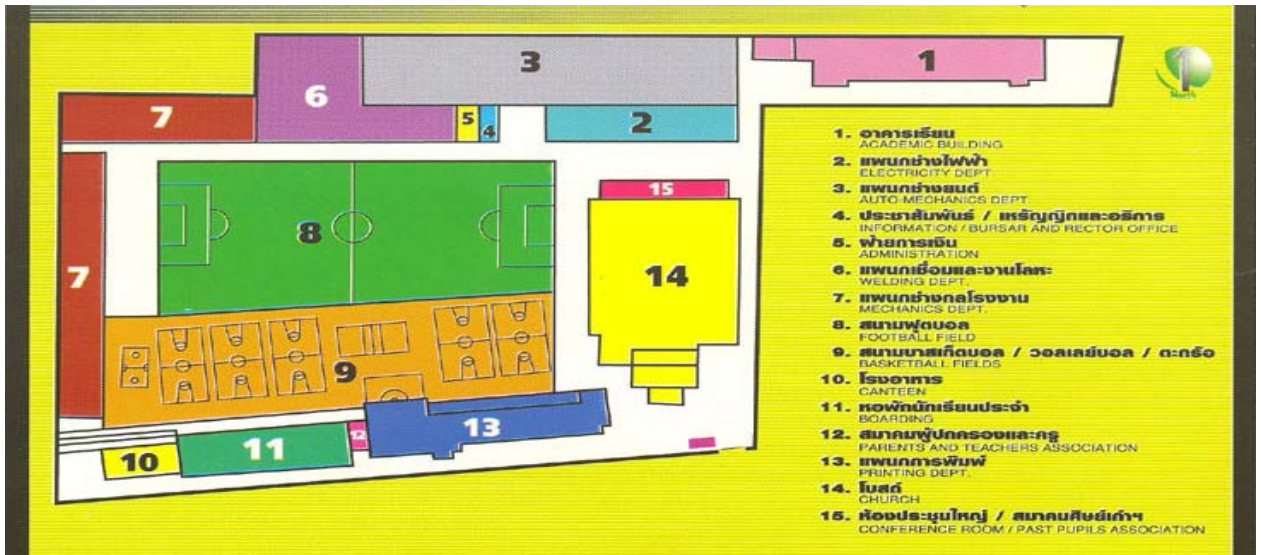 3
1
6
7
5
4
2
North
15
8
7
14
9
12
13
11
10
1. อาคารเรียน
ACADEMIC BUILDING
2. แผนกช่างไฟฟ้า
ELECTRICITY DEPT.
3. แผนกช่างยนต์
AUTO-MECHANICS DEPT.
4. ประชาสัมพันธ์ / เหรัญญิกและอธิการ
INFORMATION / BURSAR AND RECTOR OFFICE
5. ฝ่ายการเงิน
ADMINISTRATION
6. แผนกเชื่อมและงานโลหะ
WELDING DEPT.
7. แผนกช่างกลโรงงาน
MECHANICS DEPT.
8. สนามฟุตบอล
FOOTBALL FIELD
9. สนามบาสเก็ตบอล / วอลเลย์บอล / ตะกร้อ
BASKETBALL FIELDS
10. โรงอาหาร
CANTEEN
11. หอพักนักเรียนประจำ
BOARDING
12. สมาคมผู้ปกครองและครู
PARENTS AND TEACHERS ASSOCIATION
13. แผนกการพิมพ์
PRINTING DEPT.
14. โบสถ์
CHURCH
15. ห้องประชุมใหญ่ / สมาคมศิษย์เก่าฯ
CONFERENCE ROOM / PAST PUPILS ASSOCIATION